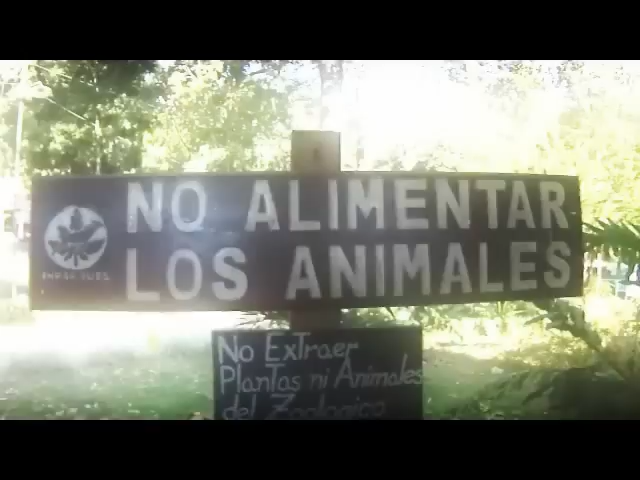 NO ALIMENTAR
LOS ANIMALES
No Extraer
Plantas ni Animales
del Zoologico